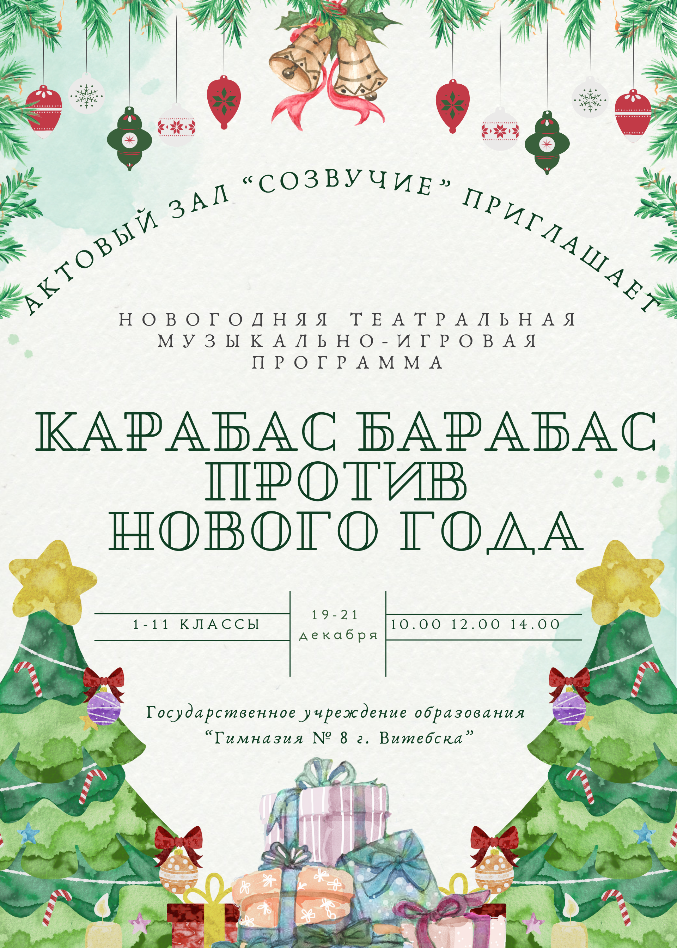 АКТОВЫЙ ЗАЛ “СОЗВУЧИЕ” ПРИГЛАШАЕТ
НОВОГОДНЯЯ ТЕАТРАЛЬНАЯ
МУЗЫКАЛЬНО-ИГРОВАЯ
ПРОГРАММА
КАРАБАС БАРАБАС
ПРОТИВ
НОВОГО ГОДА
1-11 КЛАССЫ
19-21
декабря
10.00 12.00 14.00
Государственное учреждение образования
“Гимназия № 8 г. Витебска”